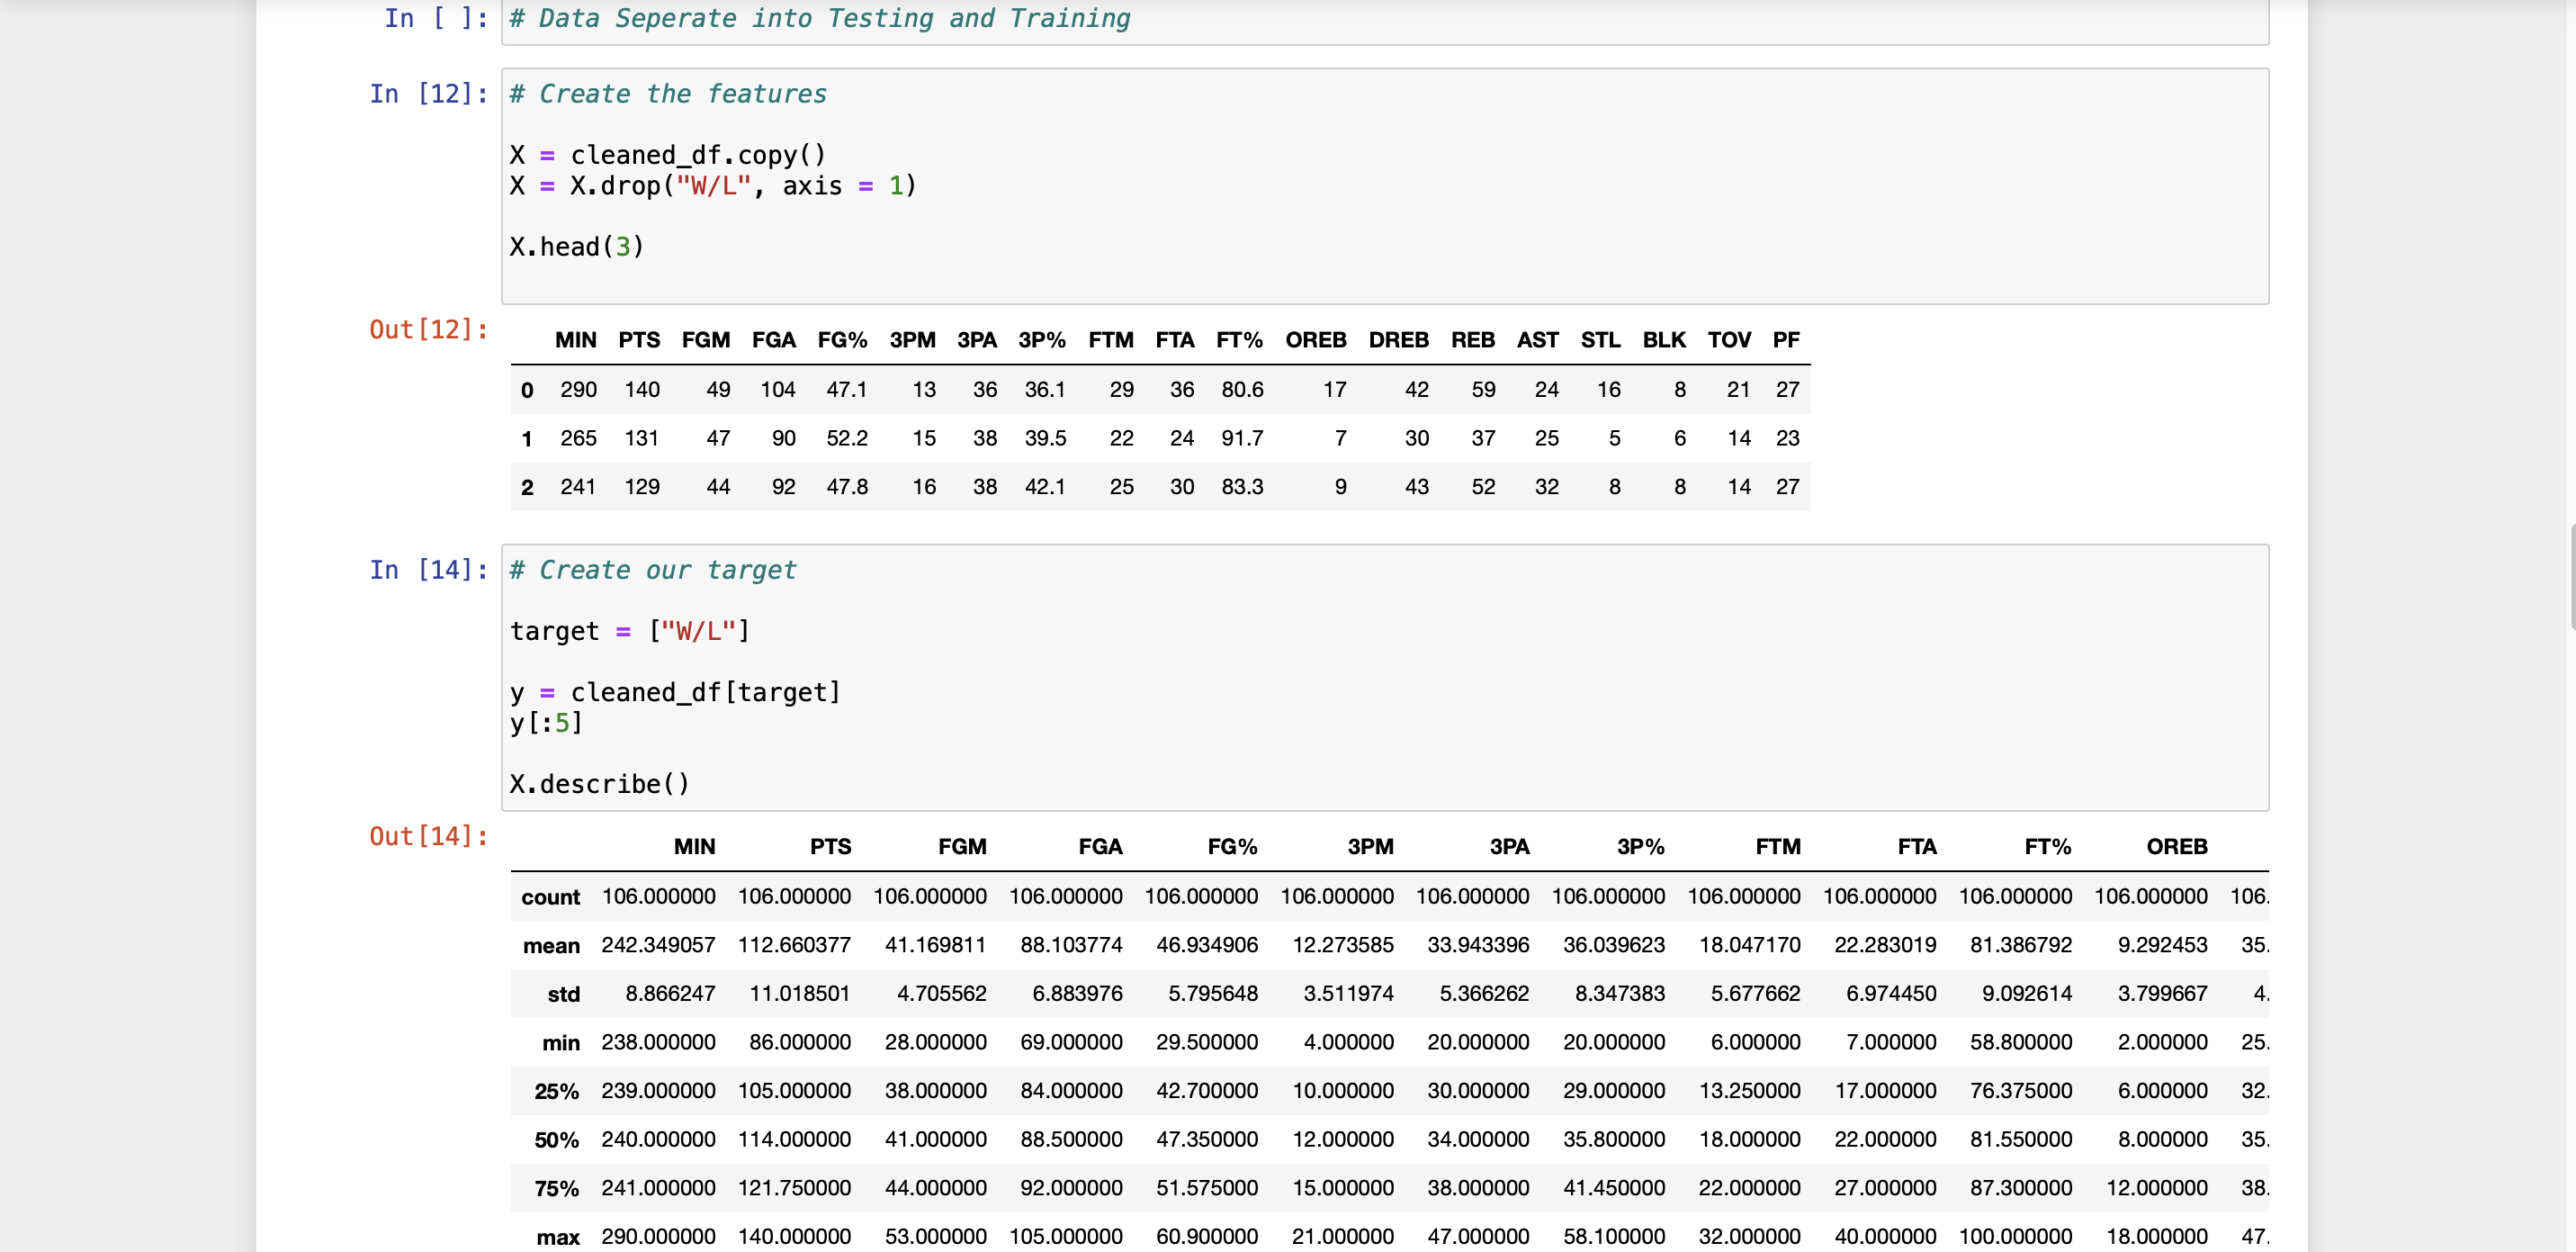 In [ ]: # Data Seperate into Testing and Training
In [12]: # Create the features
X = cleaned_df.copy()
X = X.drop("W/L", axis = 1)
X.head(3)
Out[12]:
MIN PTS FGM FGA FG% 3PM 3PA 3P% FTM FTA FT% OREB DREB REB AST STL BLK TOV PF
0 290 140 49 104 47.1 13 36 36.1 29 36 80.6 17 42 59 24 16 8 21 27
1 265 131 47 90 52.2 15 38 39.5 22 24 91.7 7 30 37 25 5 6 14 23
2 241 129 44 92 47.8 16 38 42.1 25 30 83.3 9 43 52 32 8 8 14 27
In [14]: # Create our target
target = ["W/L"]
y = cleaned_df[target]
y[:5]
X.describe()
Out[14]:
MIN PTS FGM FGA FG% 3PM 3PA 3P% FTM FTA FT% OREB
count 106.000000 106.000000 106.000000 106.000000 106.000000 106.000000 106.000000 106.000000 106.000000 106.000000 106.000000 106.000000 106.
mean 242.349057 112.660377 41.169811 88.103774 46.934906 12.273585 33.943396 36.039623 18.047170 22.283019 81.386792 9.292453 35.
std 8.866247 11.018501 4.705562 6.883976 5.795648 3.511974 5.366262 8.347383 5.677662 6.974450 9.092614 3.799667 4.
min 238.000000 86.000000 28.000000 69.000000 29.500000 4.000000 20.000000 20.000000 6.000000 7.000000 58.800000 2.000000 25.
25% 239.000000 105.000000 38.000000 84.000000 42.700000 10.000000 30.000000 29.000000 13.250000 17.000000 76.375000 6.000000 32.
50% 240.000000 114.000000 41.000000 88.500000 47.350000 12.000000 34.000000 35.800000 18.000000 22.000000 81.550000 8.000000 35.
75% 241.000000 121.750000 44.000000 92.000000 51.575000 15.000000 38.000000 41.450000 22.000000 27.000000 87.300000 12.000000 38.
max 290.000000 140.000000 53.000000 105.000000 60.900000 21.000000 47.000000 58.100000 32.000000 40.000000 100.000000 18.000000 47.